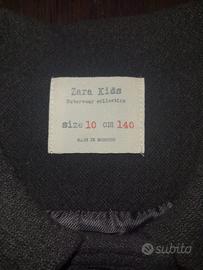 Zara Kids
Outerwear collection
size 10 cm 140
MADE IN MOROCCO
subito